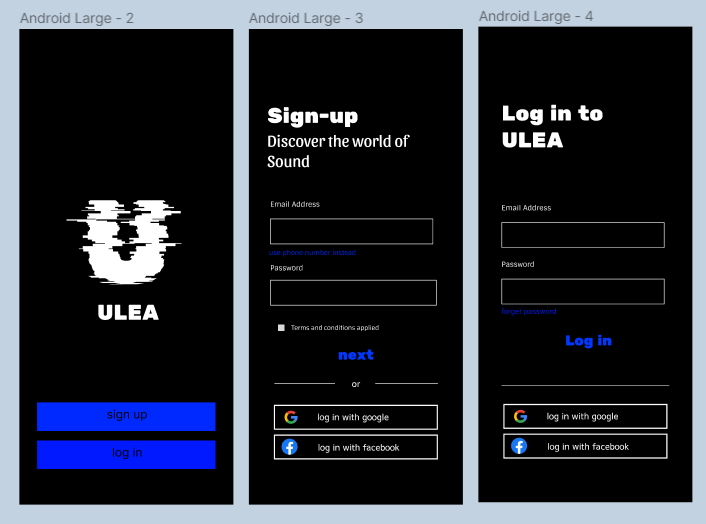 Android Large - 2
U
ULEA
sign up
log in
Android Large - 3
Sign-up
Discover the world of
Sound
Email Address
use phone number instead
Password
Terms and conditions applied
next
or
log in with google
log in with facebook
Android Large - 4
Log in to
ULEA
Email Address
Password
forget password
Log in
log in with google
log in with facebook